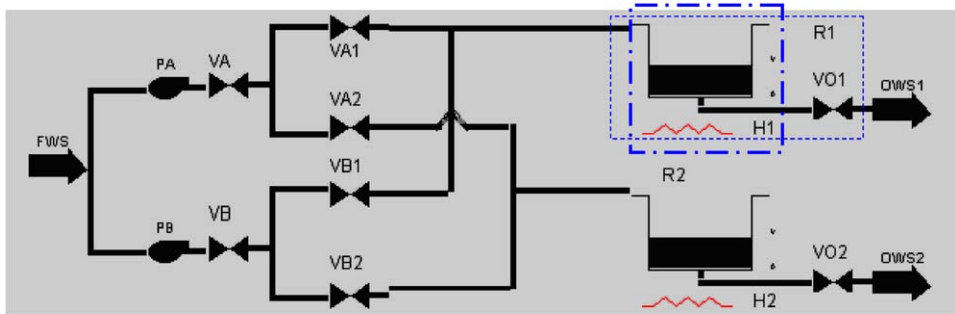 FWS
PA
VA
VA1
VA2
PB
VB
VB1
VB2
R1
VO1
OWS1
H1
R2
VO2
OWS2
H2